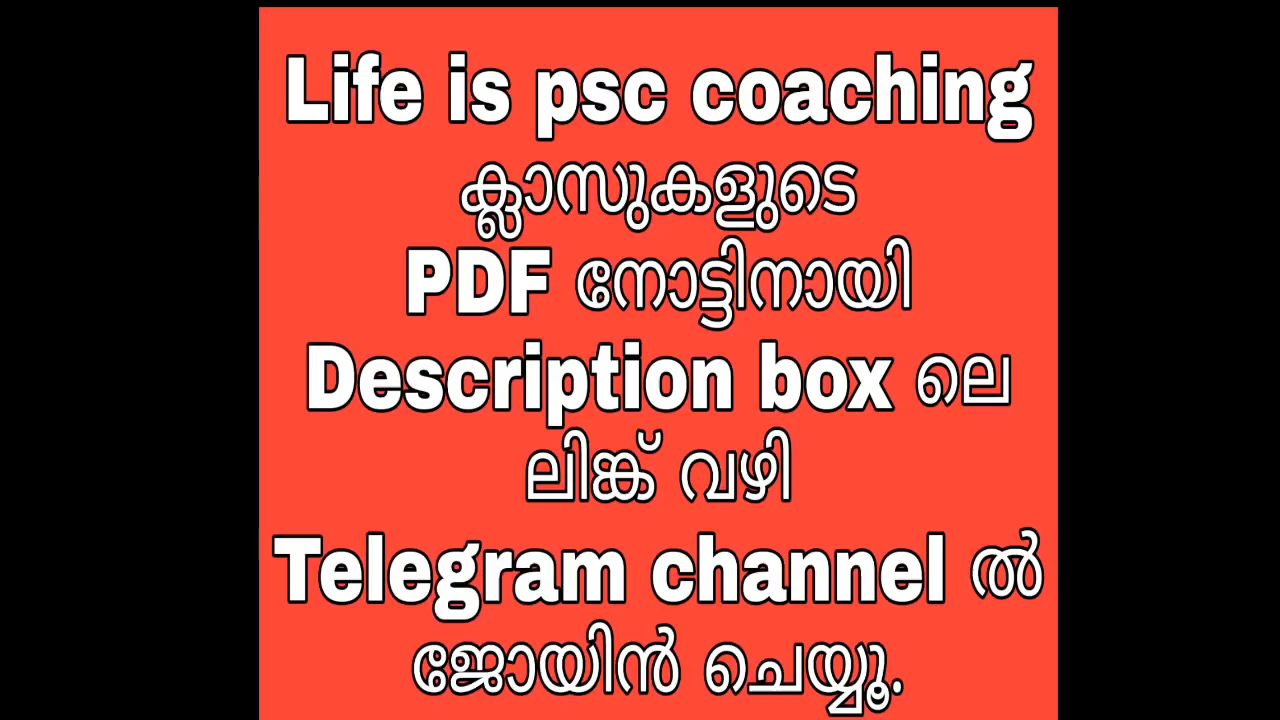 Life is psc coaching
ക്ലാസുകളുടെ
PDF നോട്ടിനായി
Description box ലെ
ലിങ്ക് വഴി
Telegram channel ൽ
ജോയിൻ ചെയ്യൂ.